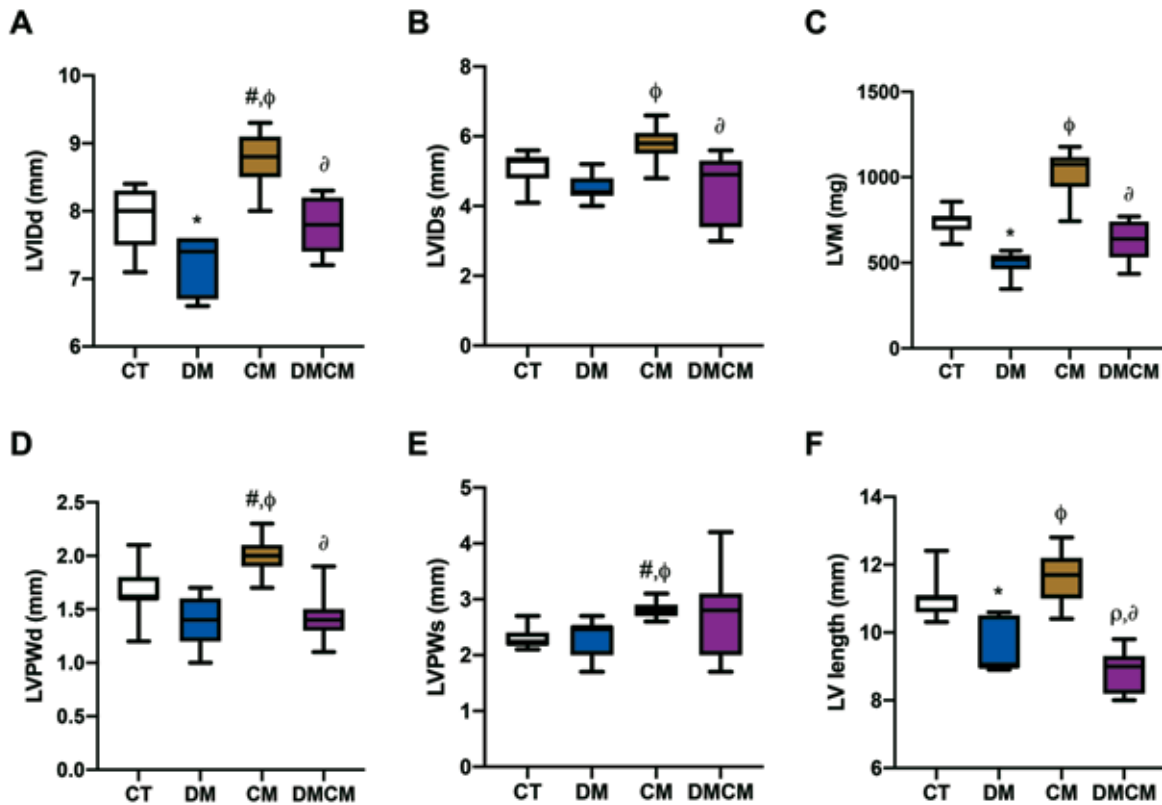 A
LVIDd (mm)
10
9
8
7
6
#,ϕ
*
∂
CT DM CM DMCM
B
LVIDs (mm)
8
6
4
2
0
ϕ
∂
CT DM CM DMCM
C
LVM (mg)
1500
1000
500
0
ϕ
*
∂
CT DM CM DMCM
D
LVPWd (mm)
2.5
2.0
1.5
1.0
0.5
0.0
#,ϕ
∂
CT DM CM DMCM
E
LVPWs (mm)
5
4
3
2
1
0
#,ϕ
CT DM CM DMCM
F
LV length (mm)
14
12
10
8
6
ϕ
*
ρ,∂
CT DM CM DMCM